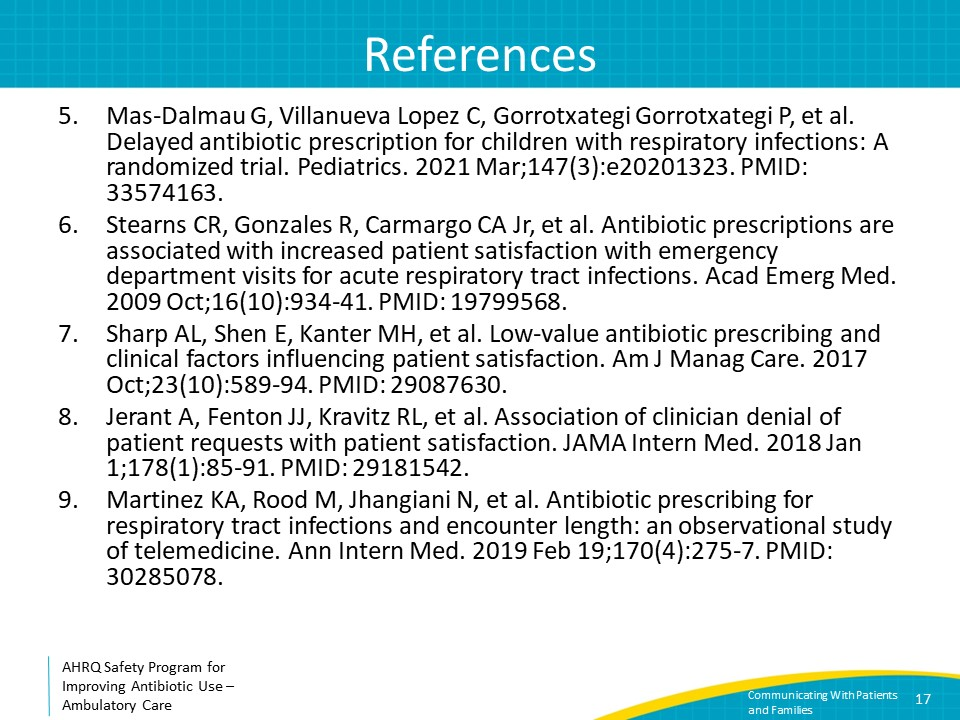 References
5. Mas-Dalmau G, Villanueva Lopez C, Gorrotxategi Gorrotxategi P, et al.
Delayed antibiotic prescription for children with respiratory infections: A
randomized trial. Pediatrics. 2021 Mar;147(3):e20201323. PMID:
33574163.
6. Stearns CR, Gonzales R, Carmargo CA Jr, et al. Antibiotic prescriptions are
associated with increased patient satisfaction with emergency
department visits for acute respiratory tract infections. Acad Emerg Med.
2009 Oct;16(10):934-41. PMID: 19799568.
7. Sharp AL, Shen E, Kanter MH, et al. Low-value antibiotic prescribing and
clinical factors influencing patient satisfaction. Am J Manag Care. 2017
Oct;23(10):589-94. PMID: 29087630.
8. Jerant A, Fenton JJ, Kravitz RL, et al. Association of clinician denial of
patient requests with patient satisfaction. JAMA Intern Med. 2018 Jan
1;178(1):85-91. PMID: 29181542.
9. Martinez KA, Rood M, Jhangiani N, et al. Antibiotic prescribing for
respiratory tract infections and encounter length: an observational study
of telemedicine. Ann Intern Med. 2019 Feb 19;170(4):275-7. PMID:
30285078.
AHRQ Safety Program for
Improving Antibiotic Use –
Ambulatory Care
Communicating With Patients
and Families
17